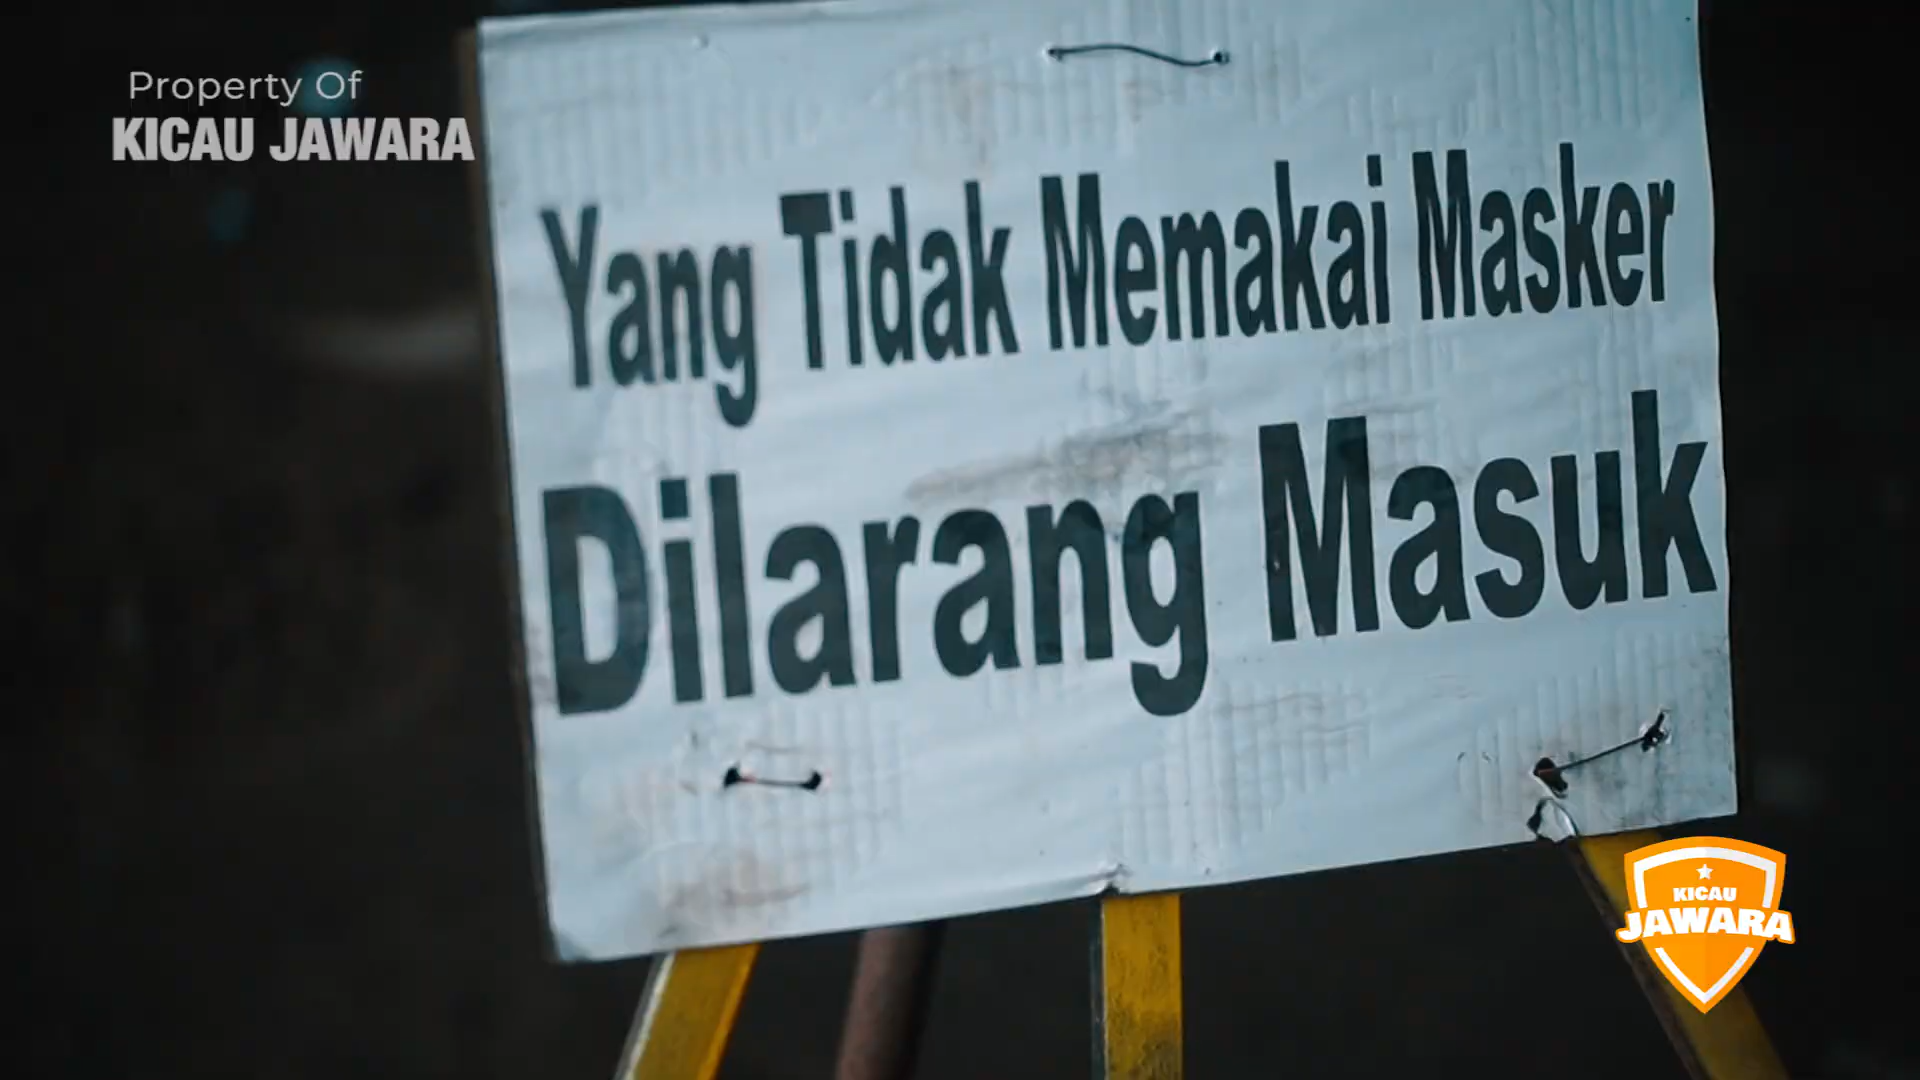 Property Of
KICAU JAWARA
Yang Tidak Memakai Masker
Dilarang Masuk
KICAU
JAWARA